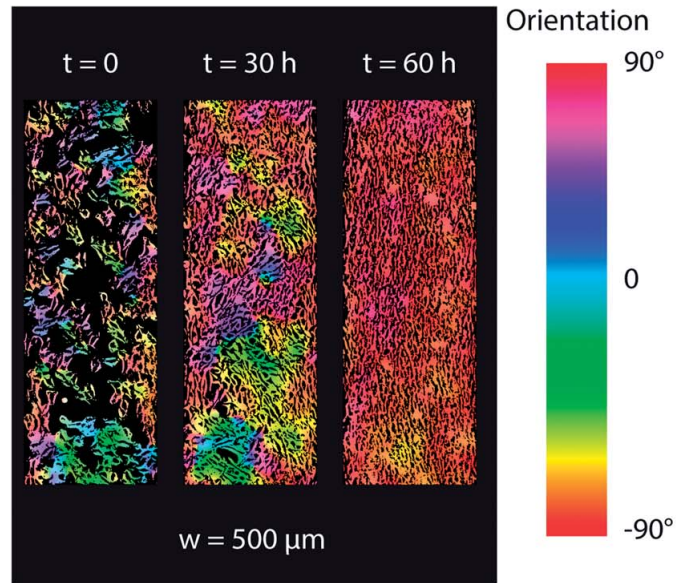 Orientation
t = 0
t = 30 h
t = 60 h
90°
0
-90°
w = 500 μm